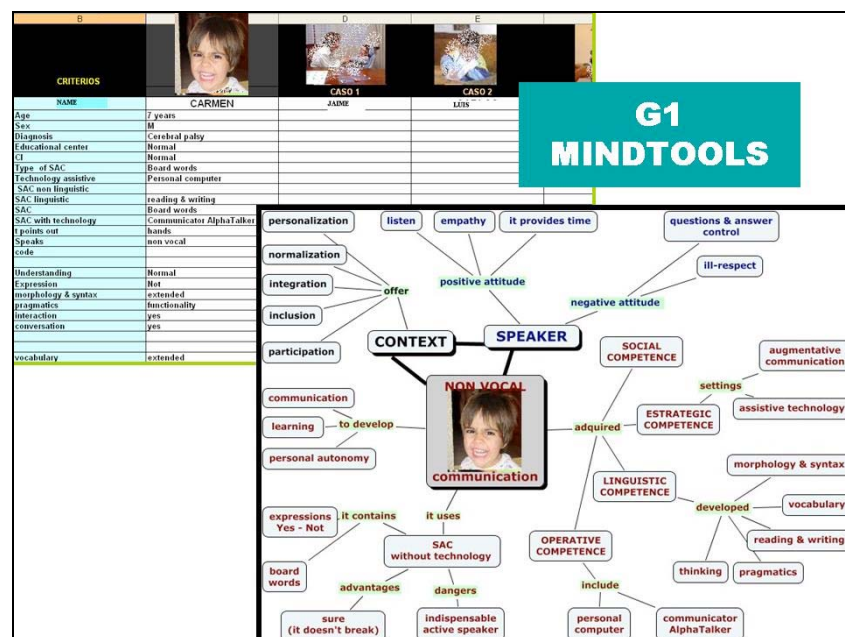 B
D
E
CRITERIOS
CASO 1
CASO 2
NAME CARMEN JAIME LÚIS
Age 7 years
Sex M
Diagnosis Cerebral palsy
Educational center Normal
CI Normal
Type of SAC Board words
Technology assistive Personal computer
SAC non linguistic
SAC linguistic reading & writing
SAC Board words
SAC with technology Communicator AlphaTalker
t points out hands
Speaks non vocal
code
Understanding Normal
Expression Not
morphology & syntax extended
pragmatics functionality
interaction yes
conversation yes
vocabulary extended
G1
MINDTOOLS
personalization
normalization
integration
inclusion
participation
offer
CONTEXT
listen
empathy
it provides time
positive attitude
SPEAKER
questions & answer
control
ill-respect
negative attitude
NON VOCAL
communication
communication
learning
personal autonomy
to develop
adquired
SOCIAL
COMPETENCE
ESTRATEGIC
COMPETENCE
settings
augmentative
communication
assistive technology
LINGUISTIC
COMPETENCE
developed
morphology & syntax
vocabulary
reading & writing
pragmatics
thinking
OPERATIVE
COMPETENCE
include
personal
computer
communicator
AlphaTalker
it uses
SAC
without technology
it contains
expressions
Yes - Not
board
words
advantages
sure
(it doesn't break)
dangers
indispensable
active speaker